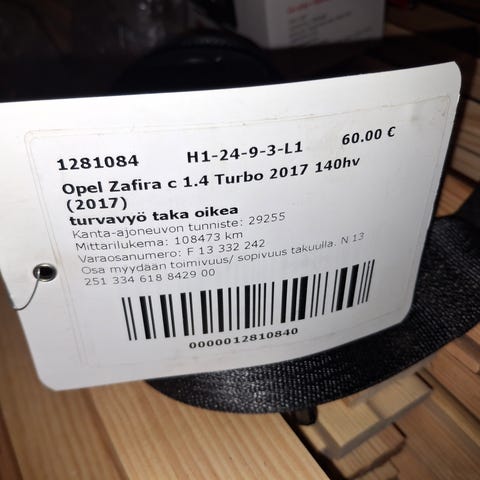 1281084 H1-24-9-3-L1 60.00 €
Opel Zafira c 1.4 Turbo 2017 140hv
(2017)
turvavyö taka oikea
Kanta-ajoneuvon tunniste: 29255
Mittarilukema: 108473 km
Varaosanumero: F 13 332 242
Osa myydään toimivuus/ sopivuus takuulla. N 13
251 334 618 8429 00
0000012810840